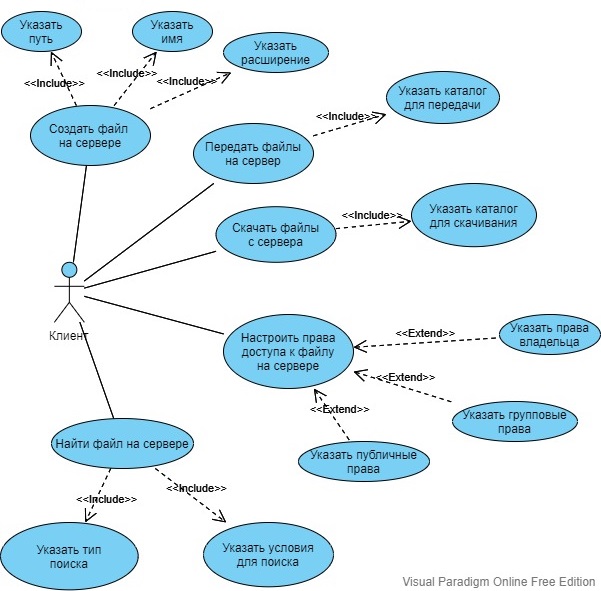 Указать
путь
Указать
имя
Указать
расширение
<<Include>>
<<Include>>
<<Include>>
Создать файл
на сервере
Передать файлы
на сервер
<<Include>>
Указать каталог
для передачи
Скачать файлы
с сервера
<<Include>>
Указать каталог
для скачивания
Клиент
Настроить права
доступа к файлу
на сервере
<<Extend>>
Указать права
владельца
<<Extend>>
Указать групповые
права
<<Extend>>
Указать публичные
права
Найти файл на сервере
<<Include>>
<<Include>>
Указать тип
поиска
Указать условия
для поиска
Visual Paradigm Online Free Edition